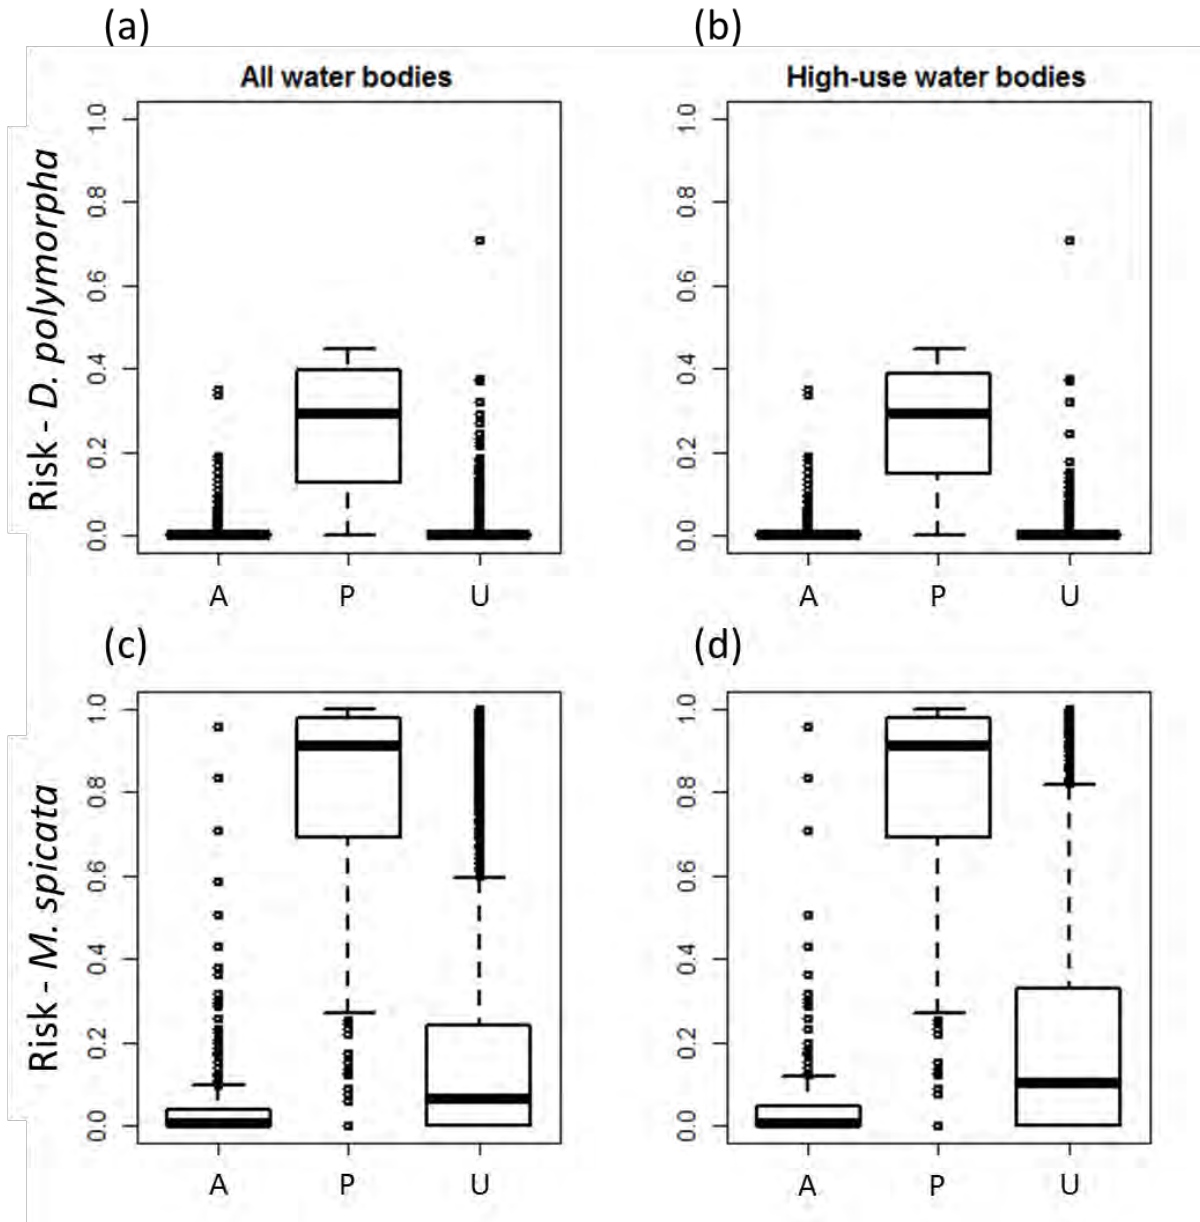 (a)
(b)
All water bodies
High-use water bodies
Risk - D. polymorpha
0.0 0.2 0.4 0.6 0.8 1.0
0.0 0.2 0.4 0.6 0.8 1.0
A P U
A P U
(c)
(d)
Risk - M. spicata
0.0 0.2 0.4 0.6 0.8 1.0
0.0 0.2 0.4 0.6 0.8 1.0
A P U
A P U